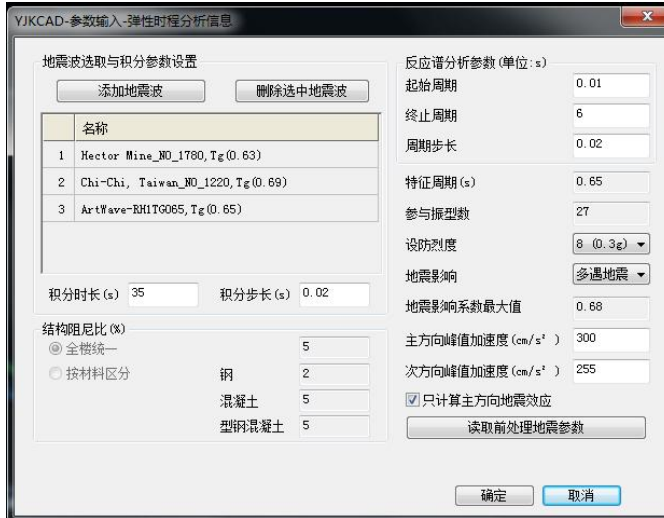 YJKCAD-参数输入-弹性时程分析信息
地震波选取与积分参数设置
添加地震波 删除选中地震波
名称
1 Hector Mine_NO_1780,Tg(0.63)
2 Chi-Chi, Taiwan_NO_1220,Tg(0.69)
3 ArtWave-RH1TG065,Tg(0.65)
积分时长(s) 35 积分步长(s) 0.02
结构阻尼比(%)
全楼统一 5
按材料区分 钢 2
混凝土 5
型钢混凝土 5
反应谱分析参数(单位:s)
起始周期 0.01
终止周期 6
周期步长 0.02
特征周期(s) 0.65
参与振型数 27
设防烈度 8 (0.3g)
地震影响 多遇地震
地震影响系数最大值 0.68
主方向峰值加速度(cm/s²) 300
次方向峰值加速度(cm/s²) 255
只计算主方向地震效应
读取前处理地震参数
确定 取消